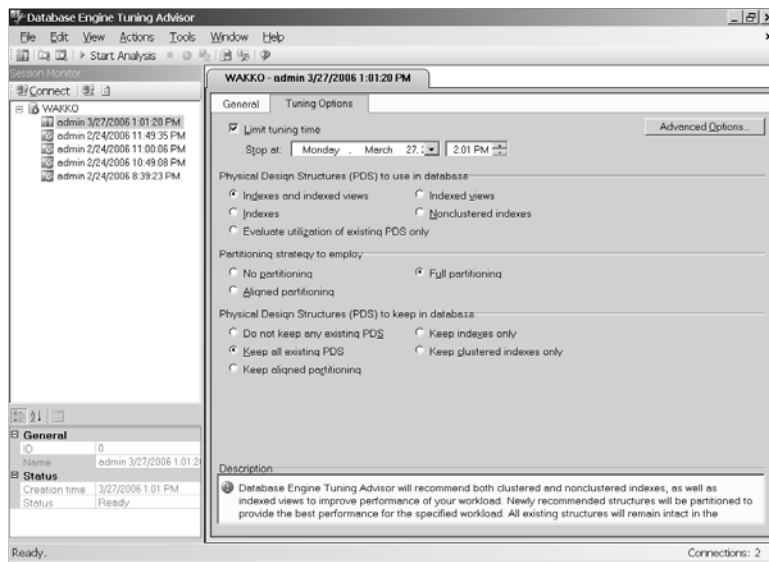 Database Engine Tuning Advisor
File Edit View Actions Tools Window Help
Start Analysis
Session Monitor
Connect
WAKKO
admin 3/27/2006 1:01:20 PM
admin 2/24/2006 11:49:35 PM
admin 2/24/2006 11:00:06 PM
admin 2/24/2006 10:49:08 PM
admin 2/24/2006 8:39:23 PM
General
ID 0
Name admin 3/27/2006 1:01:2
Status
Creation time 3/27/2006 1:01 PM
Status Ready
WAKKO - admin 3/27/2006 1:01:20 PM
General Tuning Options
Limit tuning time Advanced Options...
Stop at: Monday , March 27, 2:01 PM
Physical Design Structures (PDS) to use in database
Indexes and indexed views Indexed views
Indexes Nonclustered indexes
Evaluate utilization of existing PDS only
Partitioning strategy to employ
No partitioning Full partitioning
Aligned partitioning
Physical Design Structures (PDS) to keep in database
Do not keep any existing PDS Keep indexes only
Keep all existing PDS Keep clustered indexes only
Keep aligned partitioning
Description
Database Engine Tuning Advisor will recommend both clustered and nonclustered indexes, as well as
indexed views to improve performance of your workload. Newly recommended structures will be partitioned to
provide the best performance for the specified workload. All existing structures will remain intact in the
Ready. Connections: 2